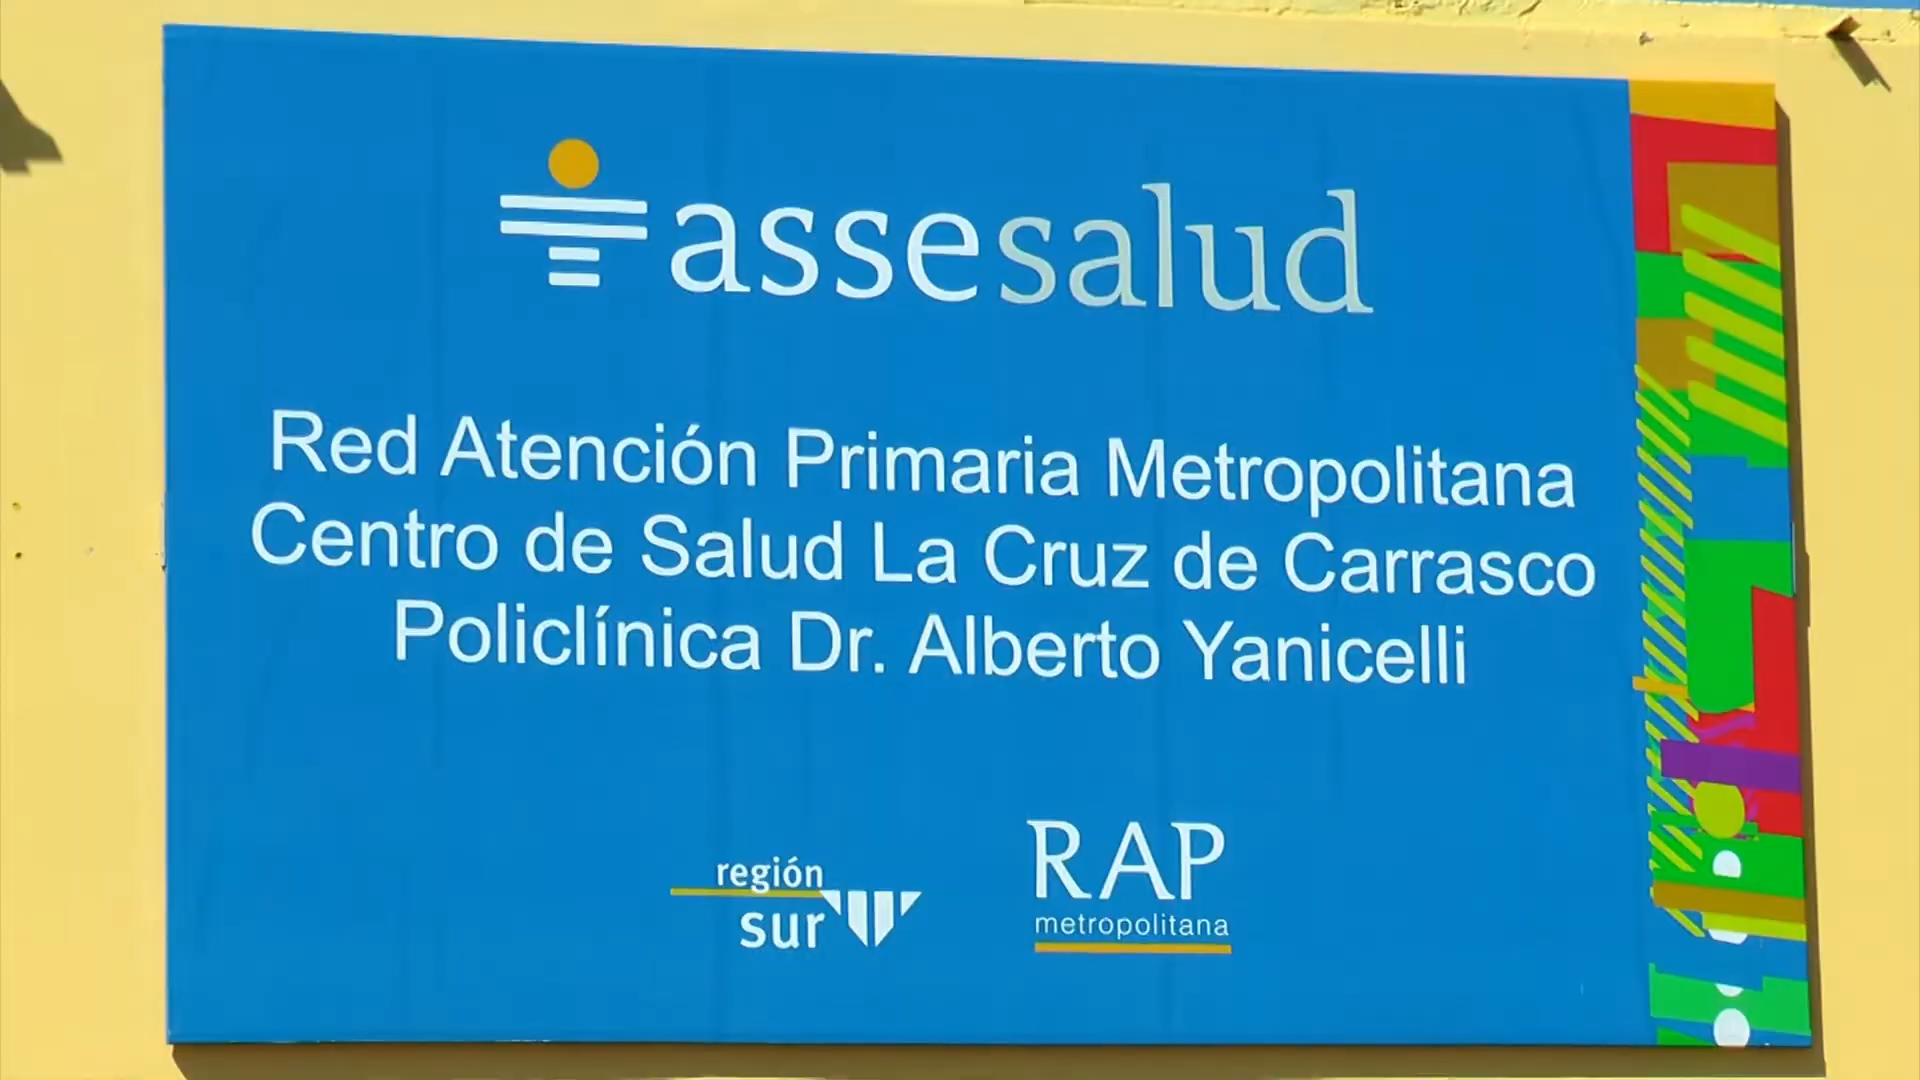 assesalud
Red Atención Primaria Metropolitana
Centro de Salud La Cruz de Carrasco
Policlínica Dr. Alberto Yanicelli
región
sur
RAP
metropolitana